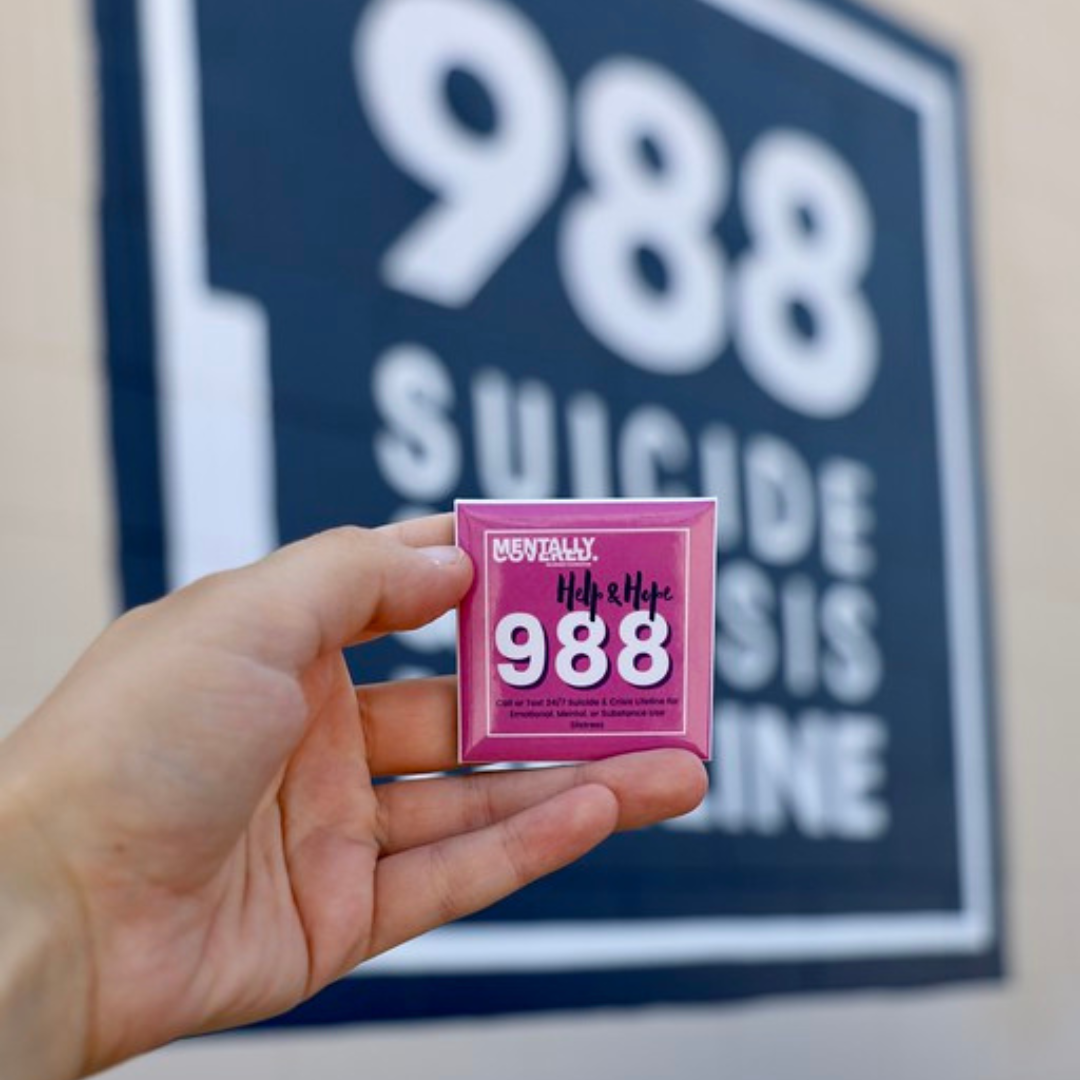 988
SUICIDE
SIS
LINE
MENTALLY
COVERED.
Help & Hope
988
Call or Text 24/7 Suicide & Crisis Lifeline for
Emotional, Mental, or Substance Use
Distress